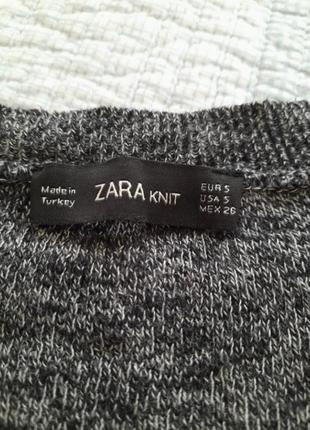 Made in
Turkey
ZARA KNIT
EUR S
USA S
MEX 26